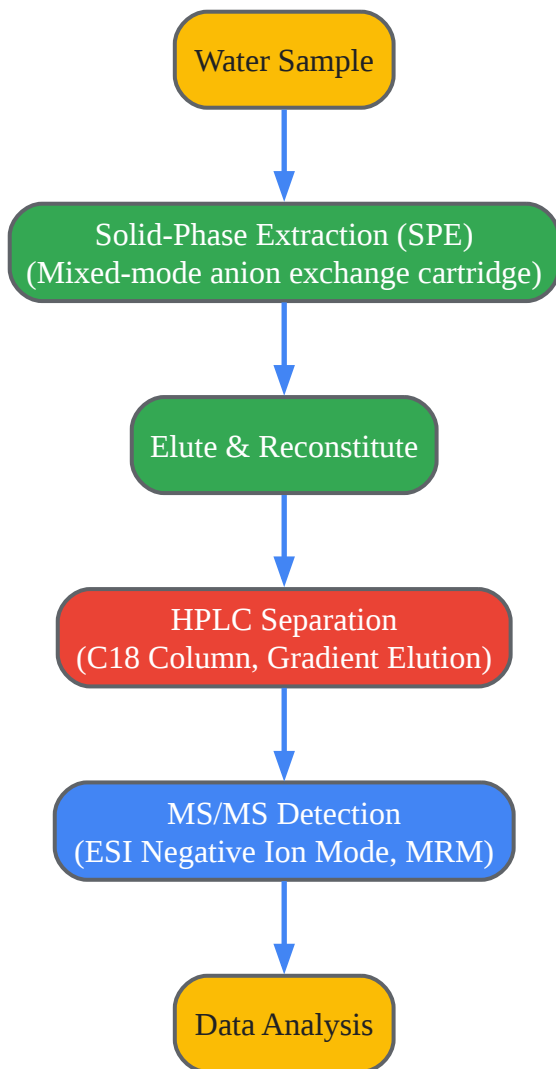 Water Sample
Solid-Phase Extraction (SPE)
(Mixed-mode anion exchange cartridge)
Elute & Reconstitute
HPLC Separation
(C18 Column, Gradient Elution)
MS/MS Detection
(ESI Negative Ion Mode, MRM)
Data Analysis